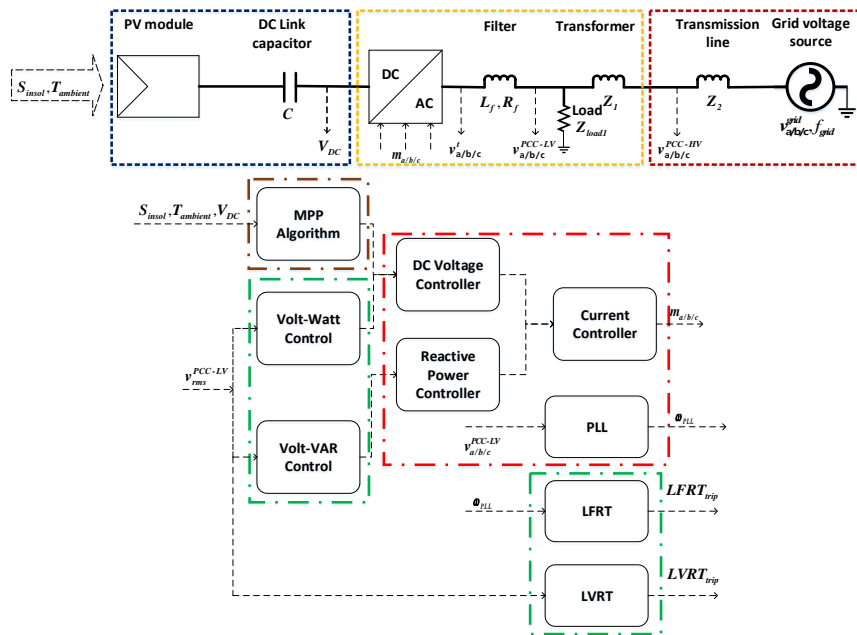 PV module
DC Link
capacitor
Filter
Transformer
Transmission
line
Grid voltage
source
S_insol, T_ambient
DC
AC
C
L_f, R_f
Load
Z_load1
Z_1
Z_2
V_DC
m_a/b/c
v^t_a/b/c
v^PCC-LV_a/b/c
v^PCC-HV_a/b/c
v^grid_a/b/c, f_grid
S_insol, T_ambient, V_DC
MPP
Algorithm
DC Voltage
Controller
Volt-Watt
Control
Current
Controller
m_a/b/c
v^PCC-LV_rms
Reactive
Power
Controller
Volt-VAR
Control
v^PCC-LV_a/b/c
PLL
ω_PLL
ω_PLL
LFRT
LFRT_trip
LVRT
LVRT_trip